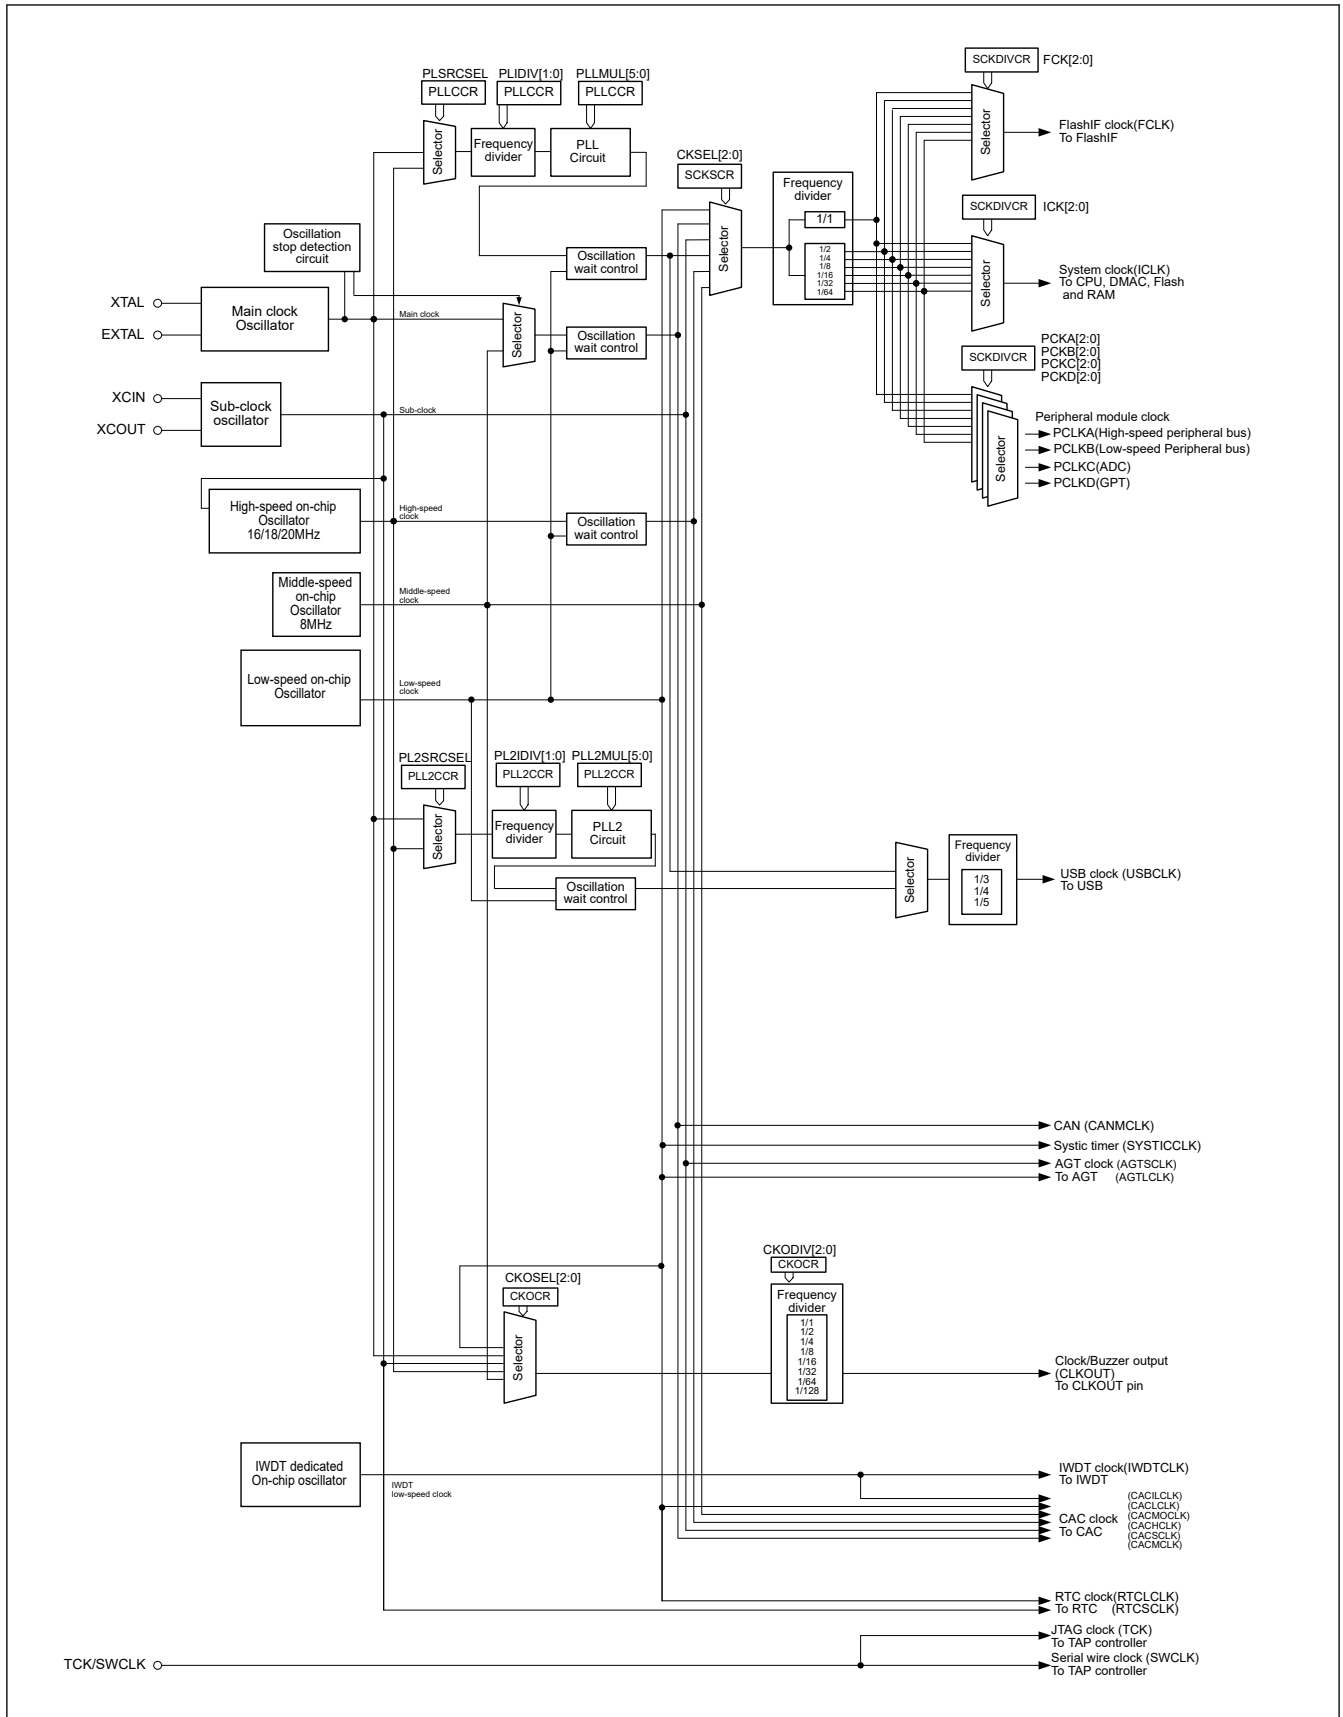 PLSRCSEL
PLLCCR
PLIDIV[1:0]
PLLCCR
PLLMUL[5:0]
PLLCCR
Selector
Frequency
divider
PLL
Circuit
CKSEL[2:0]
SCKSCR
Selector
Frequency
divider
1/1
1/2
1/4
1/8
1/16
1/32
1/64
SCKDIVCR
FCK[2:0]
Selector
FlashIF clock(FCLK)
To FlashIF
SCKDIVCR
ICK[2:0]
Selector
System clock(ICLK)
To CPU, DMAC, Flash
and RAM
SCKDIVCR
PCKA[2:0]
PCKB[2:0]
PCKC[2:0]
PCKD[2:0]
Selector
Peripheral module clock
PCLKA(High-speed peripheral bus)
PCLKB(Low-speed Peripheral bus)
PCLKC(ADC)
PCLKD(GPT)
Oscillation
stop detection
circuit
Oscillation
wait control
XTAL
EXTAL
Main clock
Oscillator
Main clock
Selector
Oscillation
wait control
XCIN
XCOUT
Sub-clock
oscillator
Sub-clock
High-speed on-chip
Oscillator
16/18/20MHz
High-speed
clock
Oscillation
wait control
Middle-speed
on-chip
Oscillator
8MHz
Middle-speed
clock
Low-speed on-chip
Oscillator
Low-speed
clock
PL2SRCSEL
PLL2CCR
PL2IDIV[1:0]
PLL2CCR
PLL2MUL[5:0]
PLL2CCR
Selector
Frequency
divider
PLL2
Circuit
Oscillation
wait control
Selector
Frequency
divider
1/3
1/4
1/5
USB clock (USBCLK)
To USB
CAN (CANMCLK)
Systic timer (SYSTICCLK)
AGT clock (AGTSCLK)
To AGT (AGTLCLK)
CKOSEL[2:0]
CKOCR
Selector
CKODIV[2:0]
CKOCR
Frequency
divider
1/1
1/2
1/4
1/8
1/16
1/32
1/64
1/128
Clock/Buzzer output
(CLKOUT)
To CLKOUT pin
IWDT dedicated
On-chip oscillator
IWDT
low-speed clock
IWDT clock(IWDTCLK)
To IWDT
CAC clock
To CAC
(CACILCLK)
(CACLCLK)
(CACMOCLK)
(CACHCLK)
(CACSCLK)
(CACMCLK)
RTC clock(RTCLCLK)
To RTC (RTCSCLK)
JTAG clock (TCK)
To TAP controller
TCK/SWCLK
Serial wire clock (SWCLK)
To TAP controller